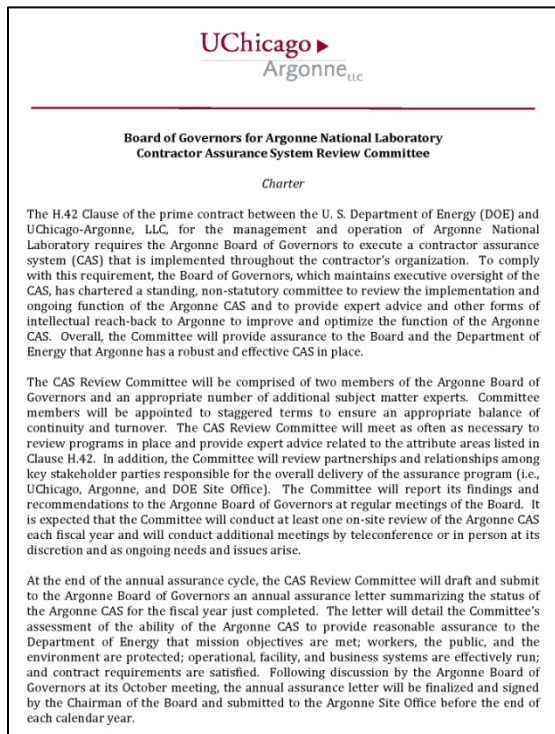 UChicago ▶
Argonne LLC
Board of Governors for Argonne National Laboratory
Contractor Assurance System Review Committee
Charter
The H.42 Clause of the prime contract between the U. S. Department of Energy (DOE) and
UChicago-Argonne, LLC, for the management and operation of Argonne National
Laboratory requires the Argonne Board of Governors to execute a contractor assurance
system (CAS) that is implemented throughout the contractor's organization. To comply
with this requirement, the Board of Governors, which maintains executive oversight of the
CAS, has chartered a standing, non-statutory committee to review the implementation and
ongoing function of the Argonne CAS and to provide expert advice and other forms of
intellectual reach-back to Argonne to improve and optimize the function of the Argonne
CAS. Overall, the Committee will provide assurance to the Board and the Department of
Energy that Argonne has a robust and effective CAS in place.
The CAS Review Committee will be comprised of two members of the Argonne Board of
Governors and an appropriate number of additional subject matter experts. Committee
members will be appointed to staggered terms to ensure an appropriate balance of
continuity and turnover. The CAS Review Committee will meet as often as necessary to
review programs in place and provide expert advice related to the attribute areas listed in
Clause H.42. In addition, the Committee will review partnerships and relationships among
key stakeholder parties responsible for the overall delivery of the assurance program (i.e.,
UChicago, Argonne, and DOE Site Office). The Committee will report its findings and
recommendations to the Argonne Board of Governors at regular meetings of the Board. It
is expected that the Committee will conduct at least one on-site review of the Argonne CAS
each fiscal year and will conduct additional meetings by teleconference or in person at its
discretion and as ongoing needs and issues arise.
At the end of the annual assurance cycle, the CAS Review Committee will draft and submit
to the Argonne Board of Governors an annual assurance letter summarizing the status of
the Argonne CAS for the fiscal year just completed. The letter will detail the Committee's
assessment of the ability of the Argonne CAS to provide reasonable assurance to the
Department of Energy that mission objectives are met; workers, the public, and the
environment are protected; operational, facility, and business systems are effectively run;
and contract requirements are satisfied. Following discussion by the Argonne Board of
Governors at its October meeting, the annual assurance letter will be finalized and signed
by the Chairman of the Board and submitted to the Argonne Site Office before the end of
each calendar year.